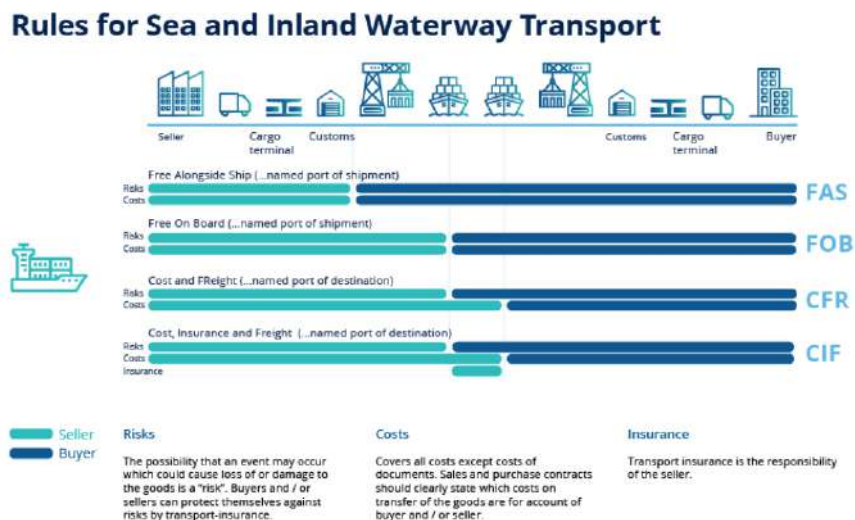 Rules for Sea and Inland Waterway Transport
Seller
Cargo
terminal
Customs
Customs
Cargo
terminal
Buyer
Free Alongside Ship (...named port of shipment)
Risks
Costs
FAS
Free On Board (...named port of shipment)
Risks
Costs
FOB
Cost and FReight (...named port of destination)
Risks
Costs
CFR
Cost, Insurance and Freight (...named port of destination)
Risks
Costs
Insurance
CIF
Seller
Buyer
Risks
The possibility that an event may occur
which could cause loss of or damage to
the goods is a "risk". Buyers and / or
sellers can protect themselves against
risks by transport-insurance.
Costs
Covers all costs except costs of
documents. Sales and purchase contracts
should clearly state which costs on
transfer of the goods are for account of
buyer and / or seller.
Insurance
Transport insurance is the responsibility
of the seller.